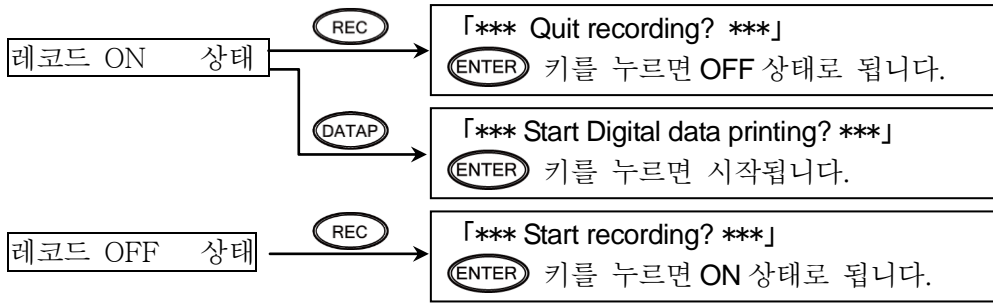 레코드 ON 상태
REC
「*** Quit recording? ***」
ENTER 키를 누르면 OFF 상태로 됩니다.
DATAP
「*** Start Digital data printing? ***」
ENTER 키를 누르면 시작됩니다.
레코드 OFF 상태
REC
「*** Start recording? ***」
ENTER 키를 누르면 ON 상태로 됩니다.